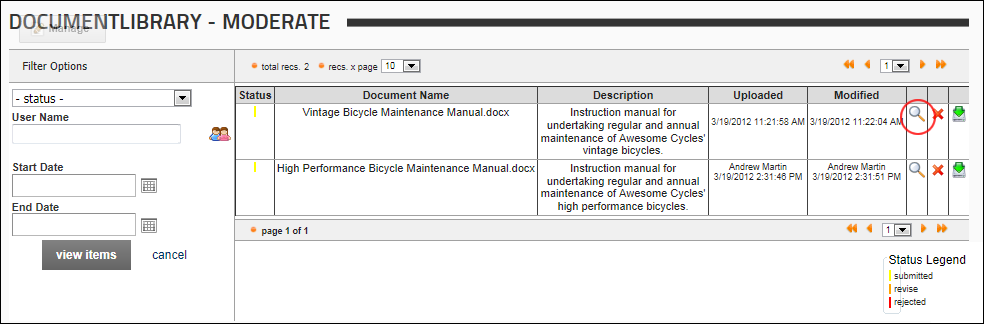 DOCUMENTLIBRARY - MODERATE
Manage
Filter Options
total recs. 2 recs. x page 10 1
- status -
User Name
Start Date
End Date
view items cancel
Status Document Name Description Uploaded Modified
Vintage Bicycle Maintenance Manual.docx
Instruction manual for
undertaking regular and annual
maintenance of Awesome Cycles'
vintage bicycles.
3/19/2012 11:21:58 AM
3/19/2012 11:22:04 AM
High Performance Bicycle Maintenance Manual.docx
Instruction manual for
undertaking regular and annual
maintenance of Awesome Cycles'
high performance bicycles.
Andrew Martin
3/19/2012 2:31:46 PM
Andrew Martin
3/19/2012 2:31:51 PM
page 1 of 1 1
Status Legend
submitted
revise
rejected